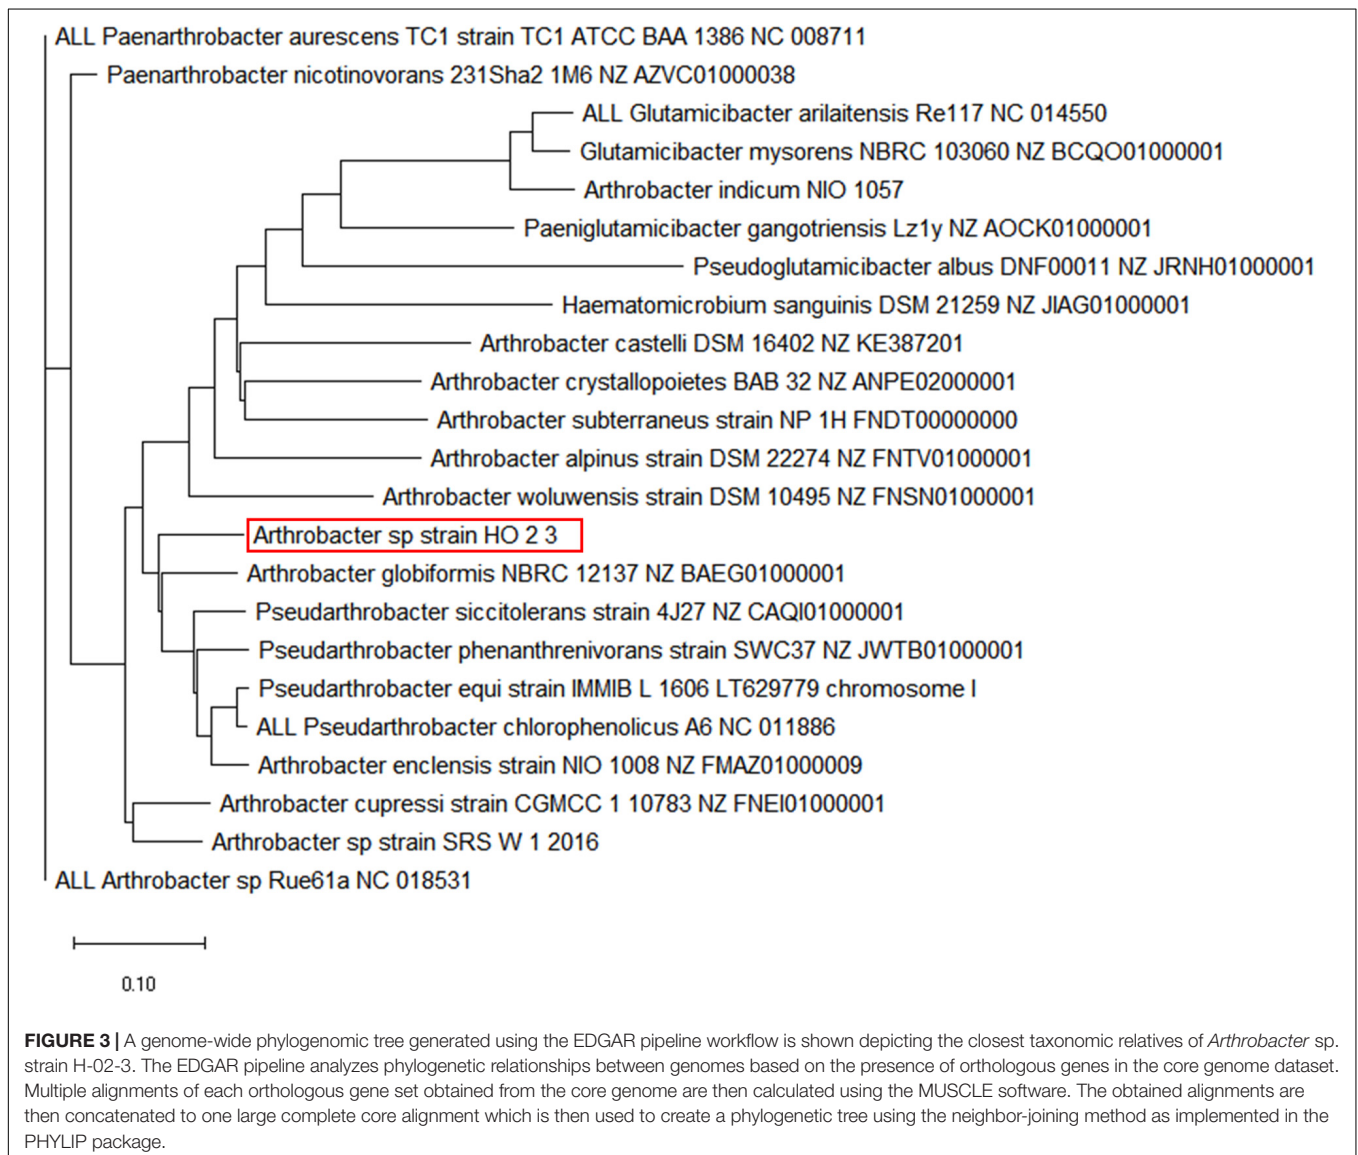 ALL Paenarthrobacter aurescens TC1 strain TC1 ATCC BAA 1386 NC 008711
Paenarthrobacter nicotinovorans 231Sha2 1M6 NZ AZVC01000038
ALL Glutamicibacter arilaitensis Re117 NC 014550
Glutamicibacter mysorens NBRC 103060 NZ BCQO01000001
Arthrobacter indicum NIO 1057
Paeniglutamicibacter gangotriensis Lz1y NZ AOCK01000001
Pseudoglutamicibacter albus DNF00011 NZ JRNH01000001
Haematomicrobium sanguinis DSM 21259 NZ JIAG01000001
Arthrobacter castelli DSM 16402 NZ KE387201
Arthrobacter crystallopoietes BAB 32 NZ ANPE02000001
Arthrobacter subterraneus strain NP 1H FNDT00000000
Arthrobacter alpinus strain DSM 22274 NZ FNTV01000001
Arthrobacter woluwensis strain DSM 10495 NZ FNSN01000001
Arthrobacter sp strain HO 2 3
Arthrobacter globiformis NBRC 12137 NZ BAEG01000001
Pseudarthrobacter siccitolerans strain 4J27 NZ CAQI01000001
Pseudarthrobacter phenanthrenivorans strain SWC37 NZ JWTB01000001
Pseudarthrobacter equi strain IMMIB L 1606 LT629779 chromosome I
ALL Pseudarthrobacter chlorophenolicus A6 NC 011886
Arthrobacter enclensis strain NIO 1008 NZ FMAZ01000009
Arthrobacter cupressi strain CGMCC 1 10783 NZ FNEI01000001
Arthrobacter sp strain SRS W 1 2016
ALL Arthrobacter sp Rue61a NC 018531
0.10
FIGURE 3 | A genome-wide phylogenomic tree generated using the EDGAR pipeline workflow is shown depicting the closest taxonomic relatives of Arthrobacter sp.
strain H-02-3. The EDGAR pipeline analyzes phylogenetic relationships between genomes based on the presence of orthologous genes in the core genome dataset.
Multiple alignments of each orthologous gene set obtained from the core genome are then calculated using the MUSCLE software. The obtained alignments are
then concatenated to one large complete core alignment which is then used to create a phylogenetic tree using the neighbor-joining method as implemented in the
PHYLIP package.